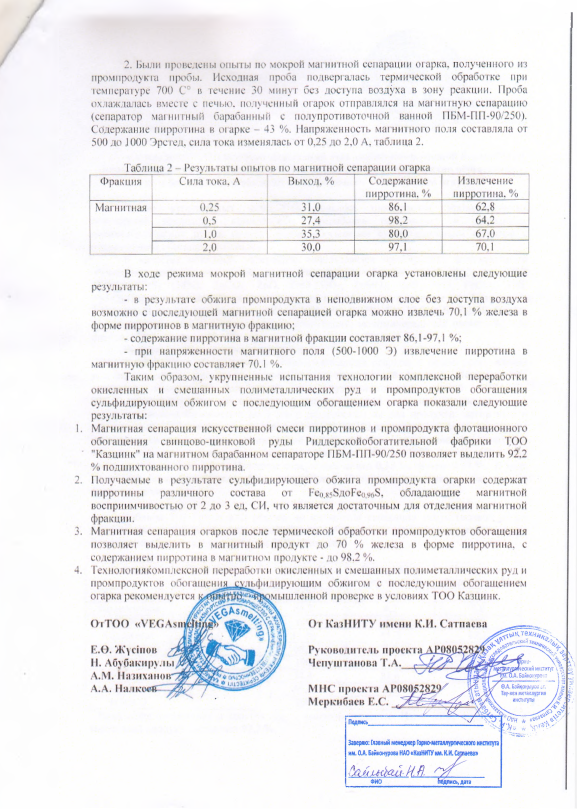 2. Были проведены опыты по мокрой магнитной сепарации огарка, полученного из
промпродукта пробы. Исходная проба подвергалась термической обработке при
температуре 700 С° в течение 30 минут без доступа воздуха в зону реакции. Проба
охлаждалась вместе с печью, полученный огарок отправлялся на магнитную сепарацию
(сепаратор магнитный барабанный с полупротивоточной ванной ПБМ-ПП-90/250).
Содержание пирротина в огарке – 43 %. Напряженность магнитного поля составляла от
500 до 1000 Эрстед, сила тока изменялась от 0,25 до 2,0 А, таблица 2.
Таблица 2 – Результаты опытов по магнитной сепарации огарка
Фракция Сила тока, А Выход, % Содержание пирротина, % Извлечение пирротина, %
Магнитная 0,25 31,0 86,1 62,8
0,5 27,4 98,2 64,2
1,0 35,3 80,0 67,0
2,0 30,0 97,1 70,1
В ходе режима мокрой магнитной сепарации огарка установлены следующие
результаты:
- в результате обжига промпродукта в неподвижном слое без доступа воздуха
возможно с последующей магнитной сепарацией огарка можно извлечь 70,1 % железа в
форме пирротинов в магнитную фракцию;
- содержание пирротина в магнитной фракции составляет 86,1-97,1 %;
- при напряженности магнитного поля (500-1000 Э) извлечение пирротина в
магнитную фракцию составляет 70,1 %.
Таким образом, укрупненные испытания технологии комплексной переработки
окисленных и смешанных полиметаллических руд и промпродуктов обогащения
сульфидирующим обжигом с последующим обогащением огарка показали следующие
результаты:
1. Магнитная сепарация искусственной смеси пирротинов и промпродукта флотационного
обогащения свинцово-цинковой руды Риддерскойобогатительной фабрики ТОО
"Казцинк" на магнитном барабанном сепараторе ПБМ-ПП-90/250 позволяет выделить 92,2
% подшихтованного пирротина.
2. Получаемые в результате сульфидирующего обжига промпродукта огарки содержат
пирротины различного состава от Fe0,85SдоFe0,96S, обладающие магнитной
восприимчивостью от 2 до 3 ед, СИ, что является достаточным для отделения магнитной
фракции.
3. Магнитная сепарация огарков после термической обработки промпродуктов обогащения
позволяет выделить в магнитный продукт до 70 % железа в форме пирротина, с
содержанием пирротина в магнитном продукте - до 98,2 %.
4. Технологиякомплексной переработки окисленных и смешанных полиметаллических руд и
промпродуктов обогащения сульфидирующим обжигом с последующим обогащением
огарка рекомендуется к опытно - промышленной проверке в условиях ТОО Казцинк.
ОтТОО «VEGAsmelting» От КазНИТУ имени К.И. Сатпаева
Е.Ө. Жүсіпов Руководитель проекта АР08052829
Н. Абубакирулы Чепуштанова Т.А.
А.М. Назиханов
А.А. Налкоев МНС проекта АР08052829
Меркибаев Е.С.
VEGAsmelting
Подпись
Заверяю: Главный менеджер Горно-металлургического института
им. О.А. Байконурова НАО «КазНИТУ им. К.И. Сатпаева»
ФИО подпись, дата